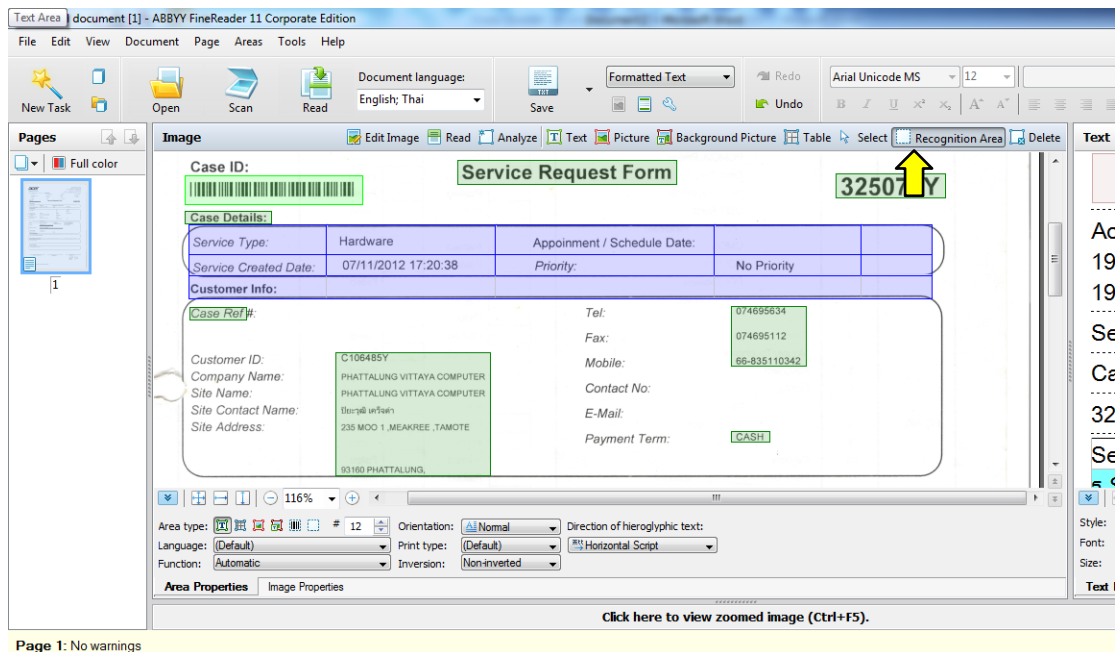 Text Area document [1] - ABBYY FineReader 11 Corporate Edition
File Edit View Document Page Areas Tools Help
New Task Open Scan Read Document language: English; Thai Save Formatted Text Redo Undo Arial Unicode MS 12
Pages
Full color
1
Image Edit Image Read Analyze Text Picture Background Picture Table Select Recognition Area Delete
Text
Case ID:
Service Request Form
32507 Y
Case Details:
Service Type: Hardware Appoinment / Schedule Date:
Service Created Date: 07/11/2012 17:20:38 Priority: No Priority
Customer Info:
Case Ref #: Tel: 074695634
Fax: 074695112
Customer ID: C106485Y Mobile: 66-835110342
Company Name: PHATTALUNG VITTAYA COMPUTER
Site Name: PHATTALUNG VITTAYA COMPUTER Contact No:
Site Contact Name: E-Mail:
Site Address: 235 MOO 1 ,MEAKREE ,TAMOTE
Payment Term: CASH
93160 PHATTALUNG,
Ac
19
19
Se
Ca
32
Se
116%
Area type: # 12 Orientation: Normal Direction of hieroglyphic text:
Language: (Default) Print type: (Default) Horizontal Script
Function: Automatic Inversion: Non-inverted
Area Properties Image Properties
Style:
Font:
Size:
Text
Click here to view zoomed image (Ctrl+F5).
Page 1: No warnings